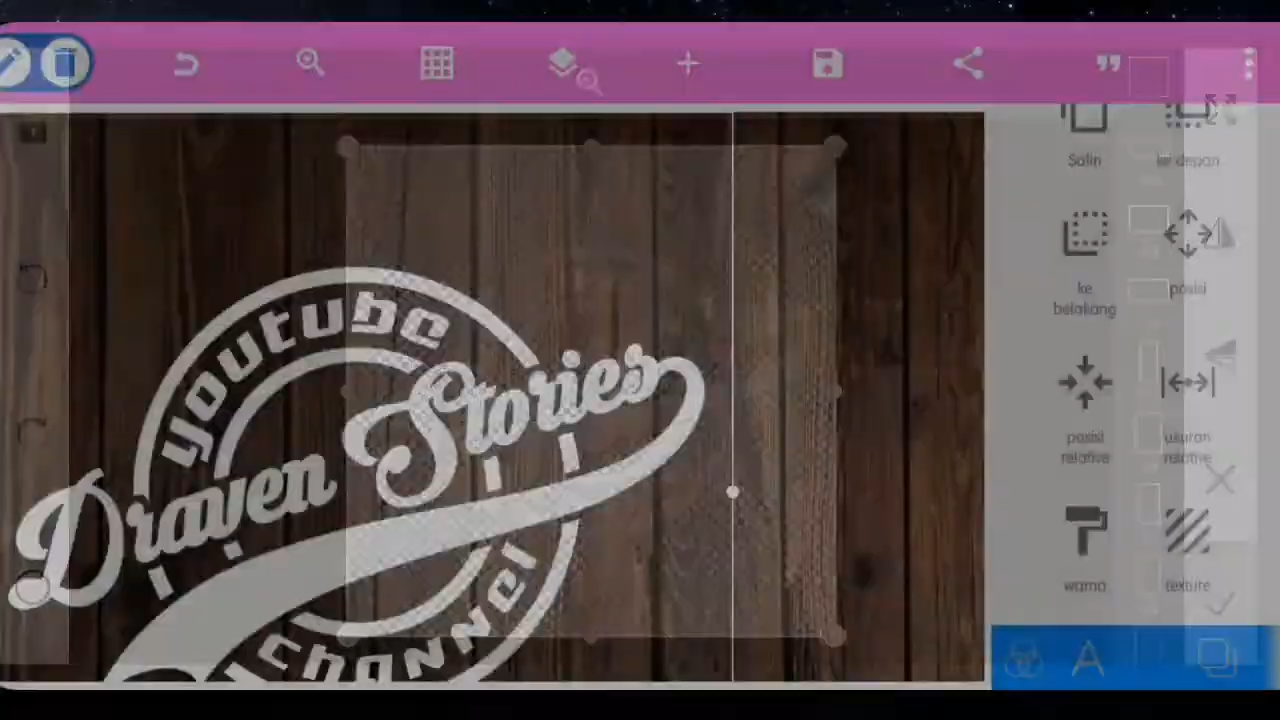 Salin
ke depan
ke
belakang
posisi
posisi
relative
ukuran
relative
warna
texture
youtube
Draven Stories
channel